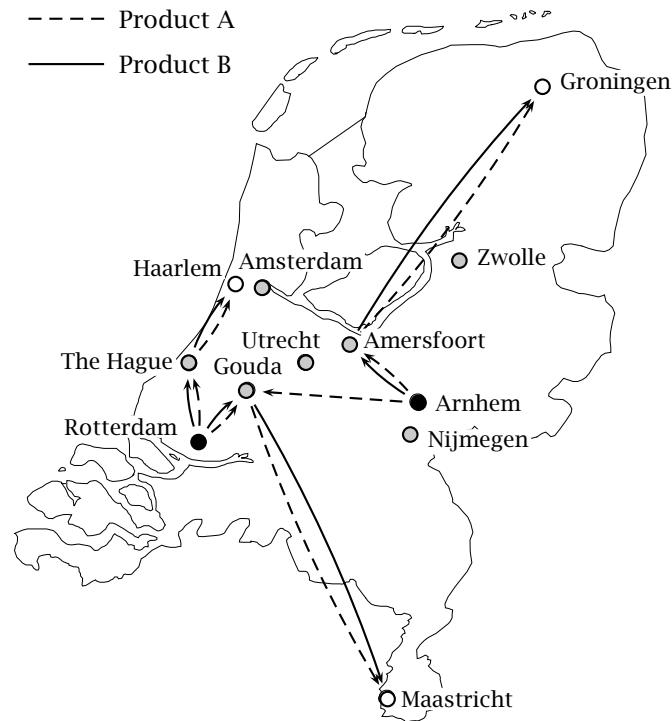 Product A
Product B
Groningen
Zwolle
Haarlem
Amsterdam
Utrecht
Amersfoort
The Hague
Gouda
Arnhem
Rotterdam
Nijmegen
Maastricht